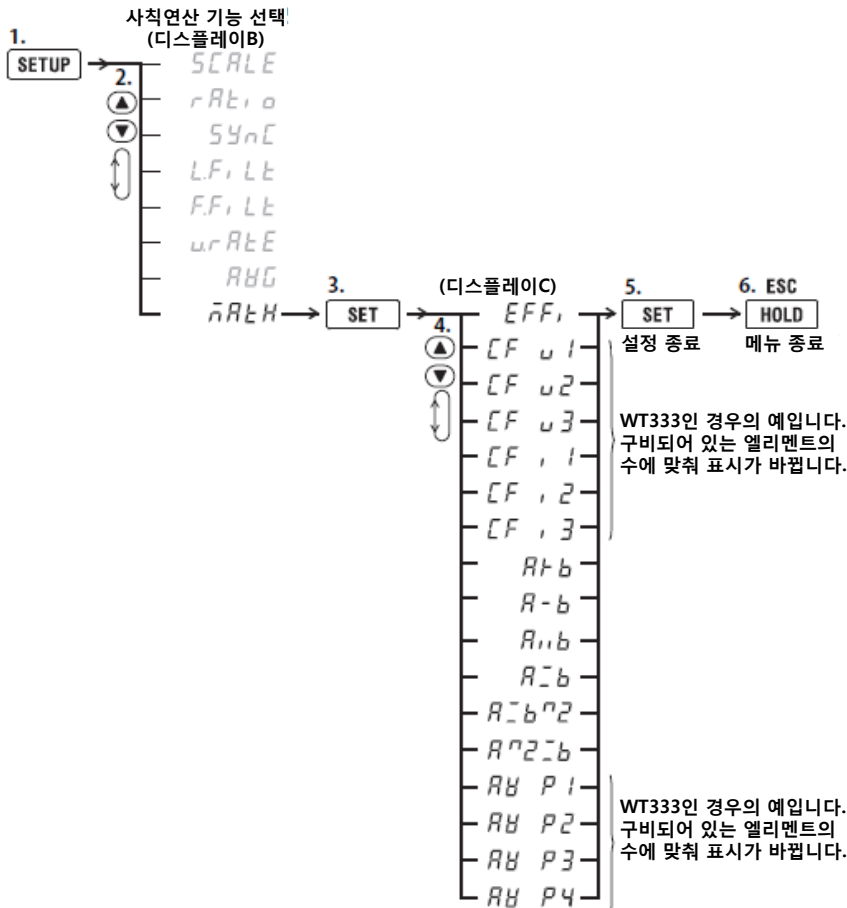 사칙연산 기능 선택
(디스플레이B)
1.
SETUP
2.
SCALE
rAtio
SYnC
L.FiLt
F.FiLt
u.rAtE
AVG
MAtH
3.
SET
(디스플레이C)
4.
EFFi
CF u1
CF u2
CF u3
CF i1
CF i2
CF i3
A+b
A-b
5.
SET
설정 종료
6. ESC
HOLD
메뉴 종료
WT333인 경우의 예입니다.
구비되어 있는 엘리멘트의
수에 맞춰 표시가 바뀝니다.
AV P1
AV P2
AV P3
AV P4
WT333인 경우의 예입니다.
구비되어 있는 엘리멘트의
수에 맞춰 표시가 바뀝니다.